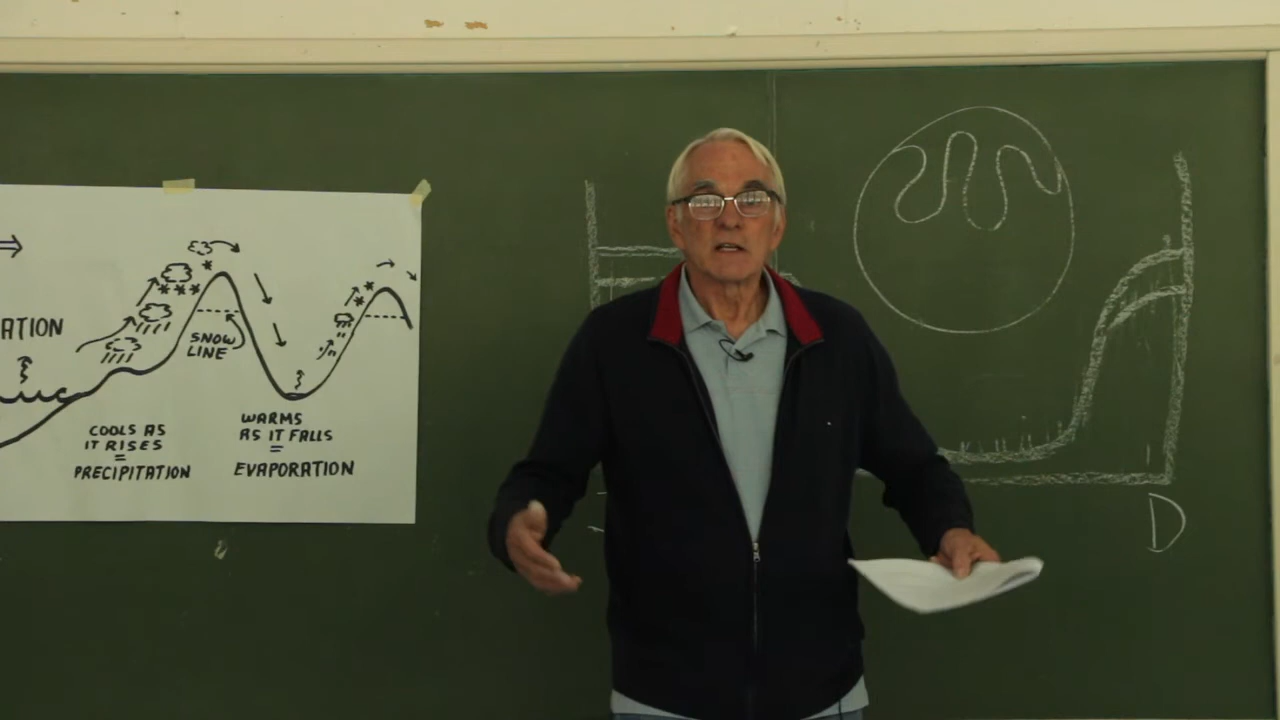 ATION
SNOW
LINE
COOLS AS
IT RISES
=
PRECIPITATION
WARMS
AS IT FALLS
=
EVAPORATION
D